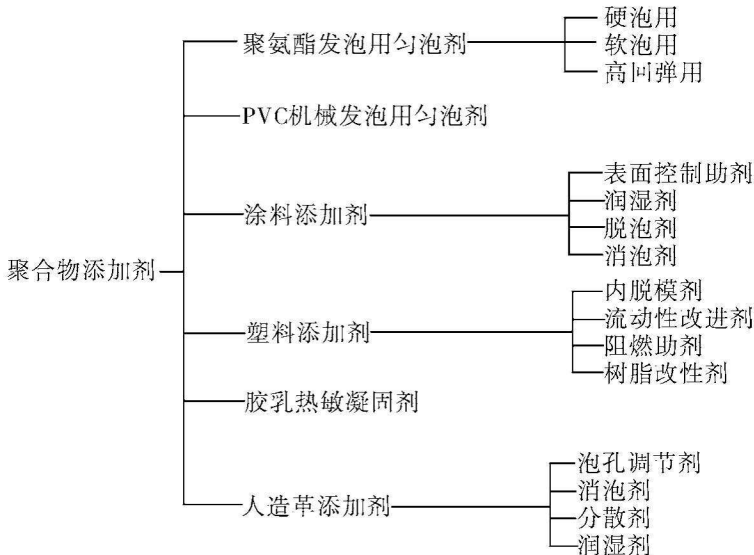 聚合物添加剂
聚氨酯发泡用匀泡剂
硬泡用
软泡用
高回弹用
PVC机械发泡用匀泡剂
涂料添加剂
表面控制助剂
润湿剂
脱泡剂
消泡剂
塑料添加剂
内脱模剂
流动性改进剂
阻燃助剂
树脂改性剂
胶乳热敏凝固剂
人造革添加剂
泡孔调节剂
消泡剂
分散剂
润湿剂